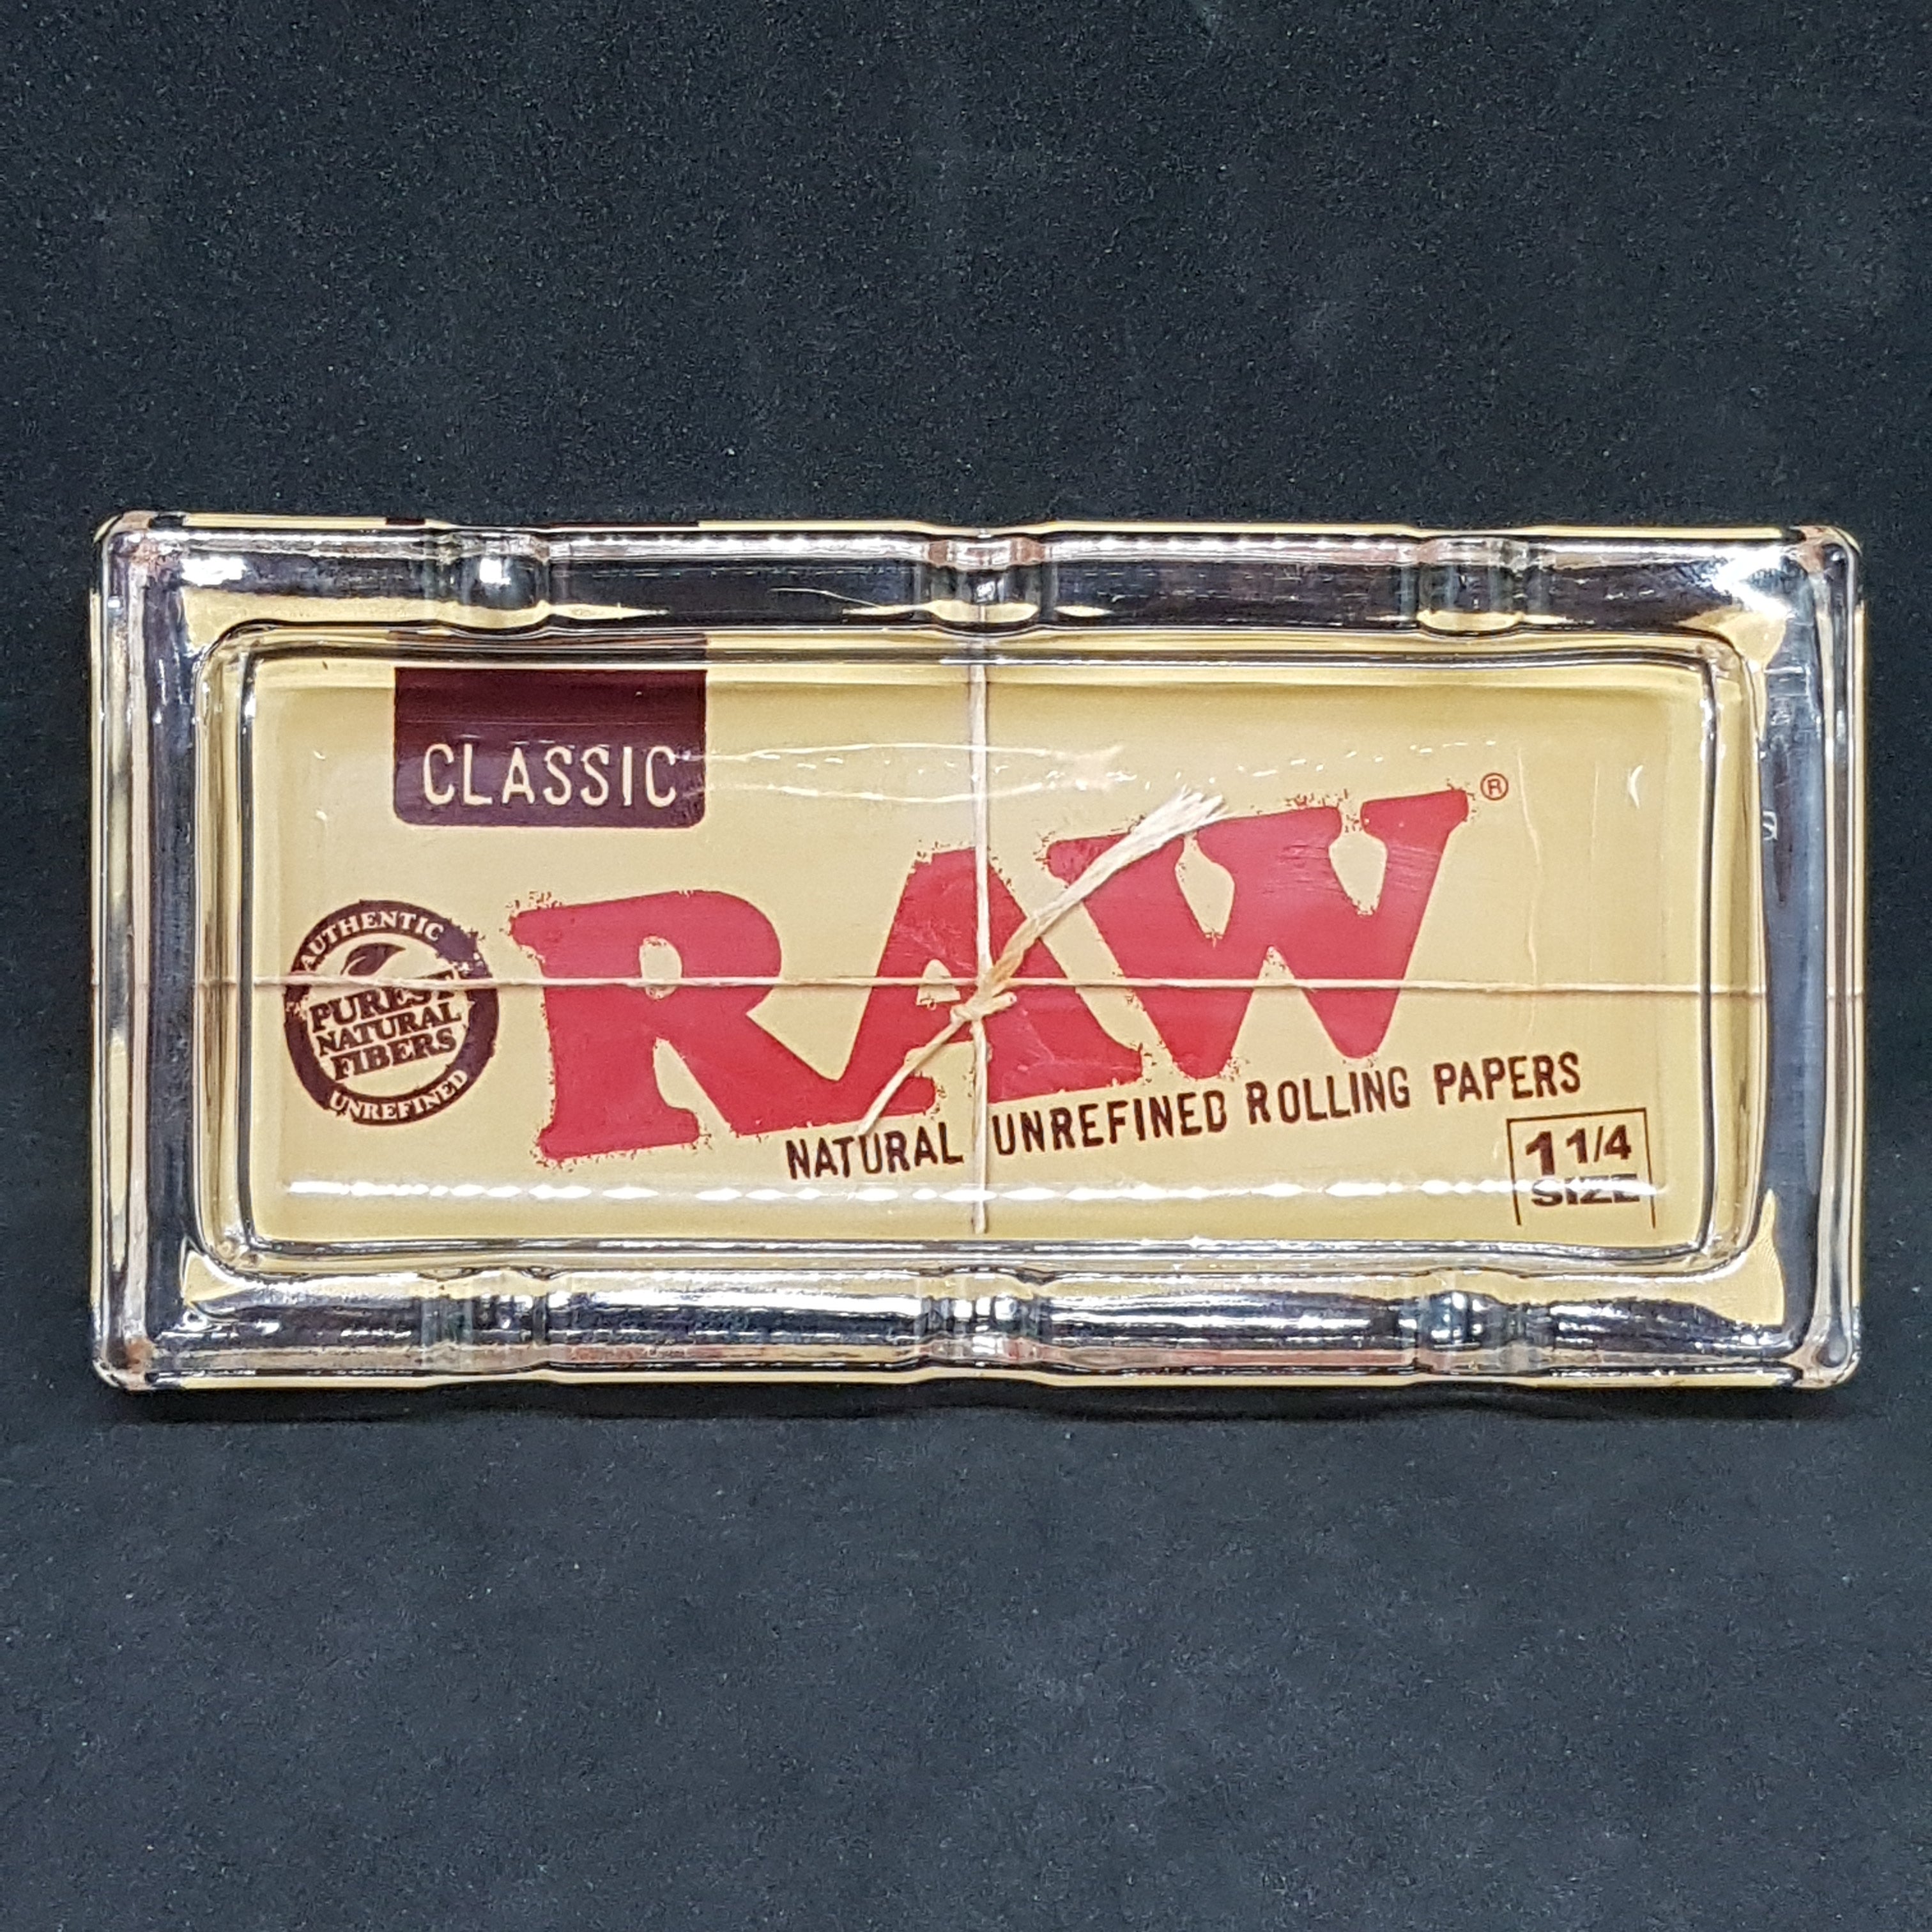 CLASSIC
RAW®
AUTHENTIC
PUREST
NATURAL
FIBERS
UNREFINED
NATURAL UNREFINED ROLLING PAPERS
1 1/4
SIZE